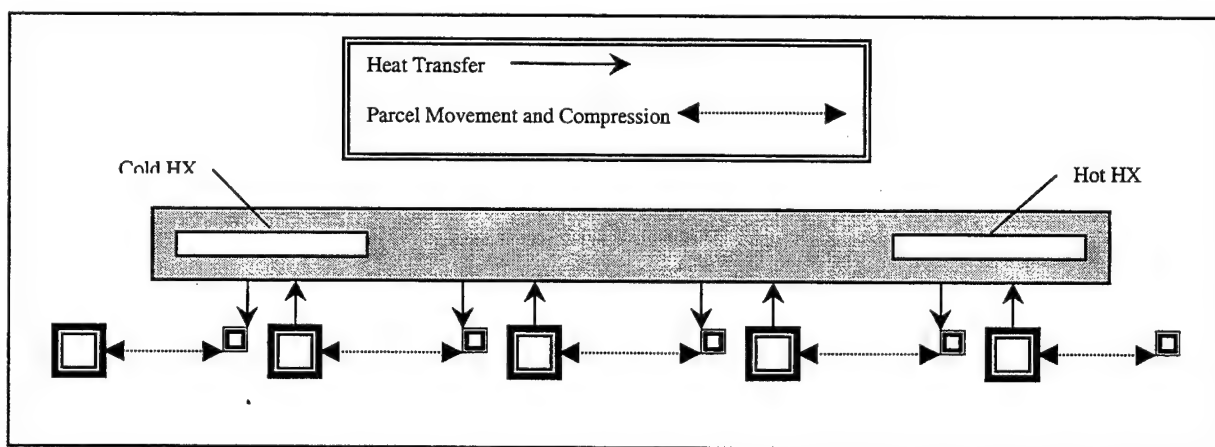 Heat Transfer
Parcel Movement and Compression
Cold HX
Hot HX